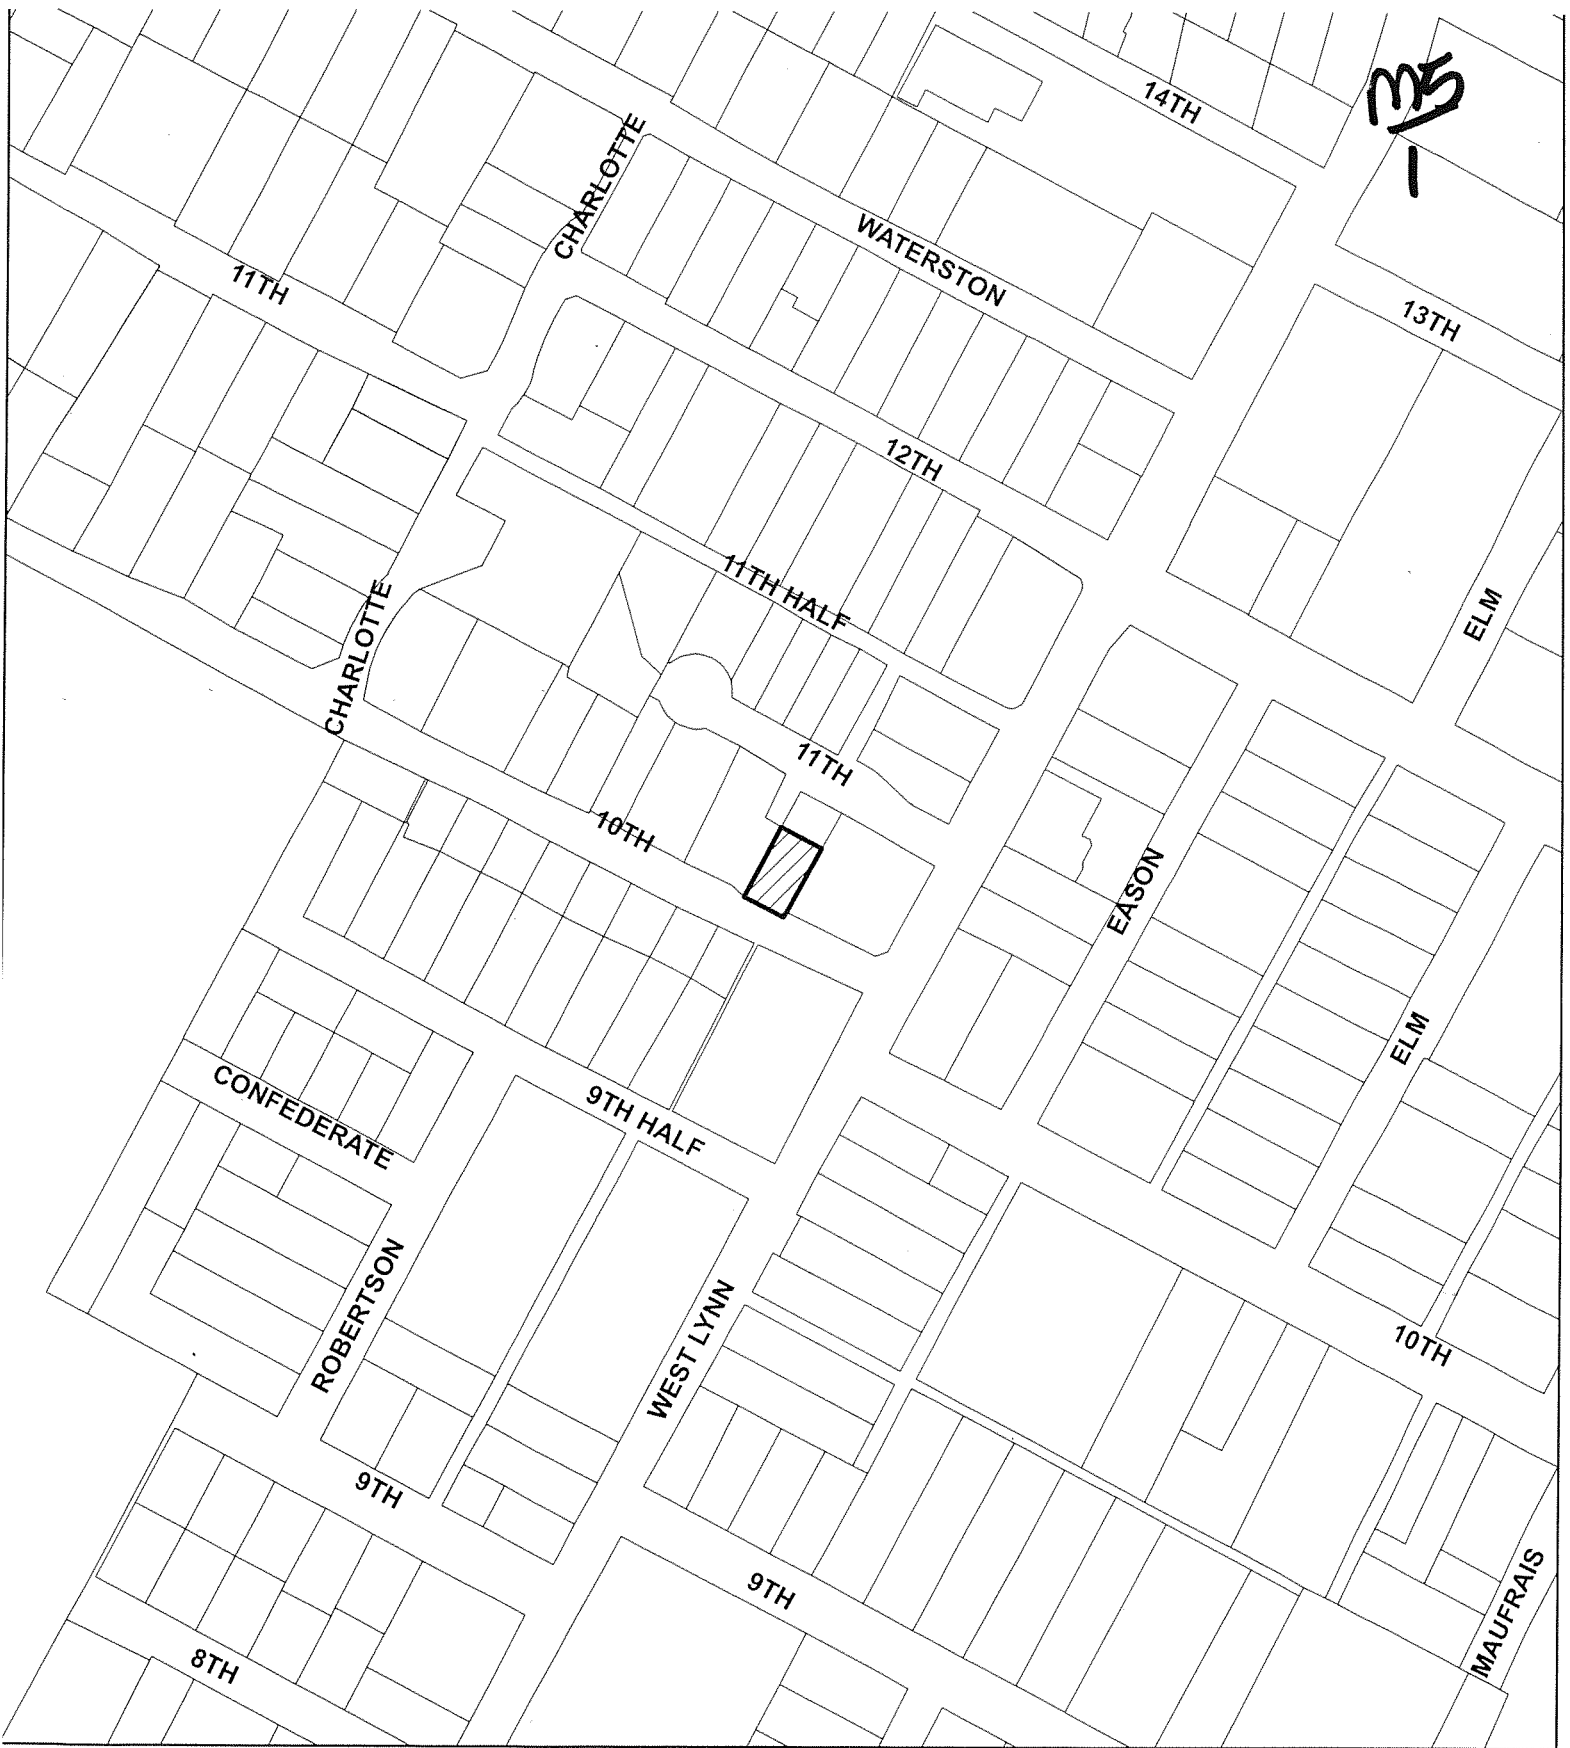 14TH
M5
1
CHARLOTTE
WATERSTON
11TH
13TH
12TH
11TH HALF
ELM
CHARLOTTE
11TH
10TH
EASON
ELM
CONFEDERATE
9TH HALF
ROBERTSON
WEST LYNN
10TH
9TH
9TH
MAUFRAIS
8TH